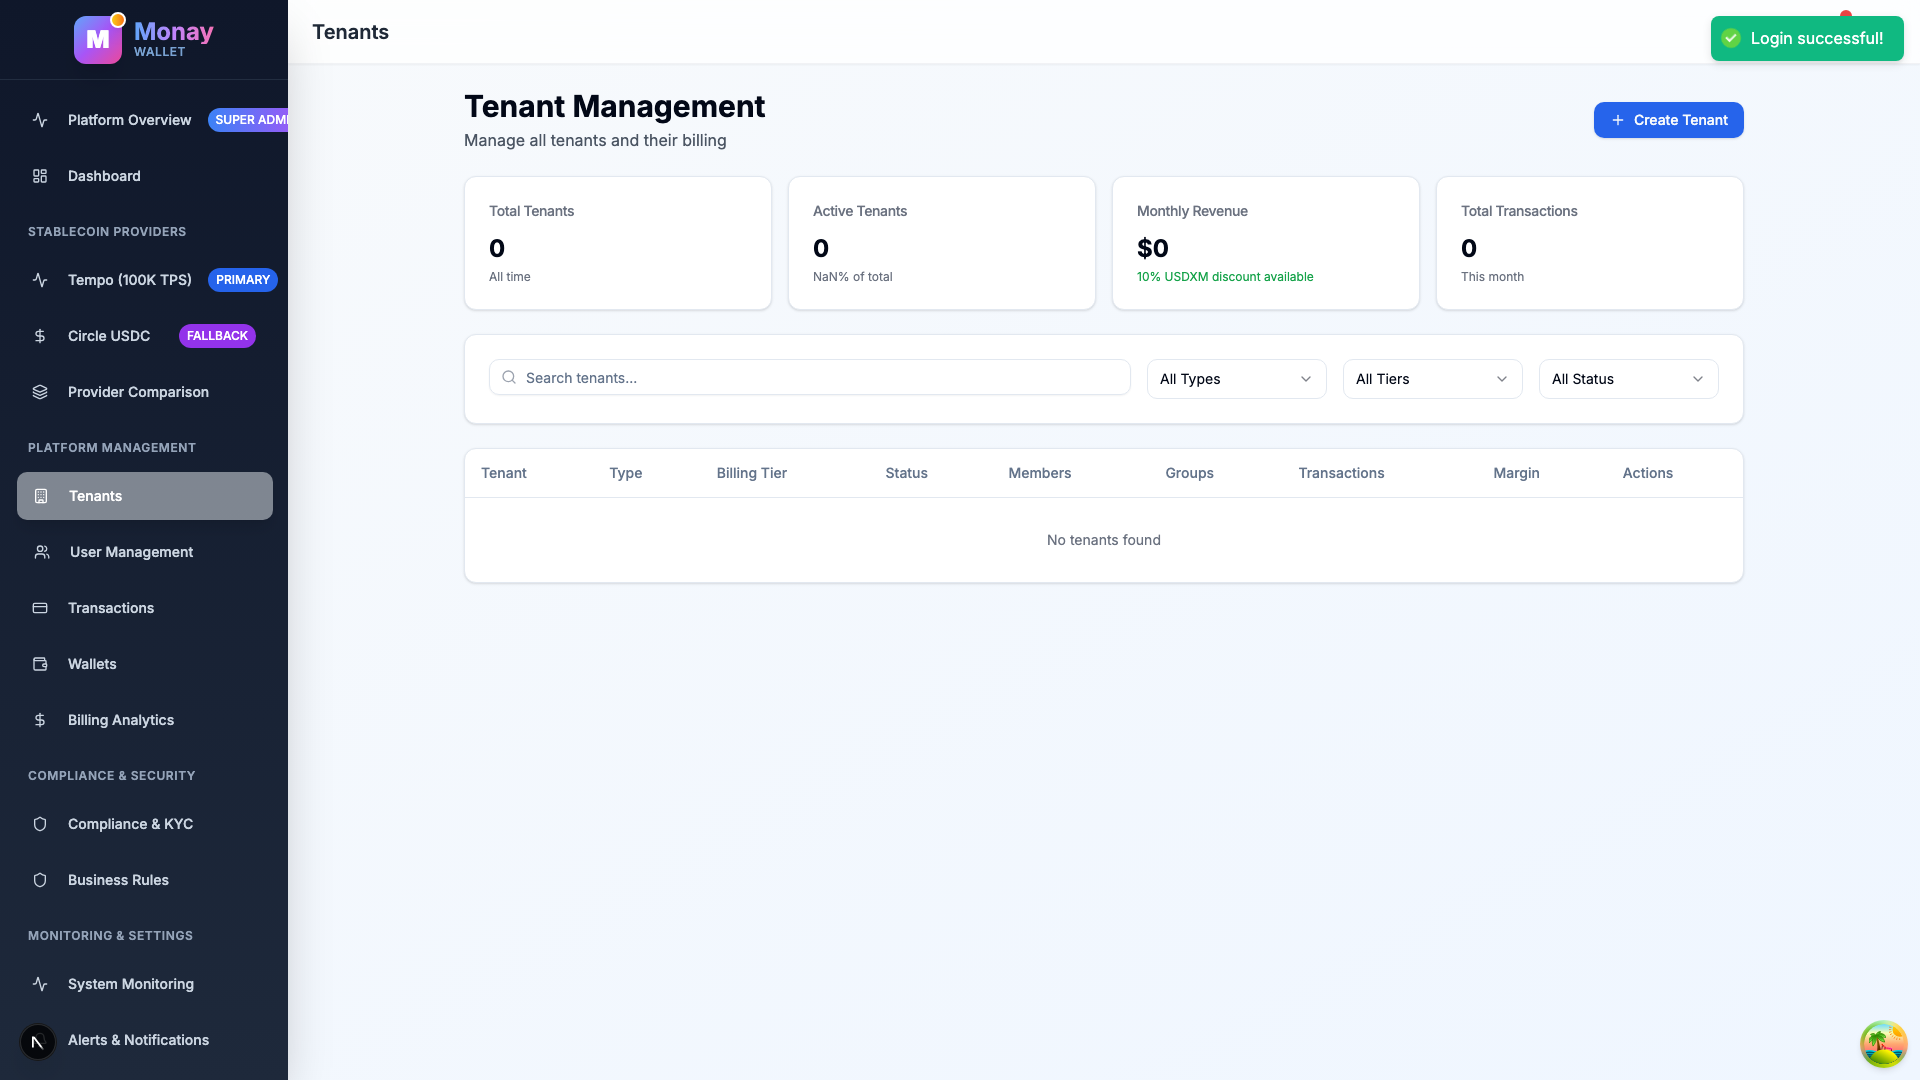 M
Monay
WALLET
Platform Overview
Dashboard
STABLECOIN PROVIDERS
Tempo (100K TPS) PRIMARY
Circle USDC FALLBACK
Provider Comparison
PLATFORM MANAGEMENT
Tenants
User Management
Transactions
Wallets
Billing Analytics
COMPLIANCE & SECURITY
Compliance & KYC
Business Rules
MONITORING & SETTINGS
System Monitoring
N
Alerts & Notifications
SUPER ADMI
Tenants
Login successful!
Tenant Management
Manage all tenants and their billing
+ Create Tenant
Total Tenants
0
All time
Active Tenants
0
NaN% of total
Monthly Revenue
$0
10% USDXM discount available
Total Transactions
0
This month
Search tenants...
All Types
All Tiers
All Status
Tenant Type Billing Tier Status Members Groups Transactions Margin Actions
No tenants found